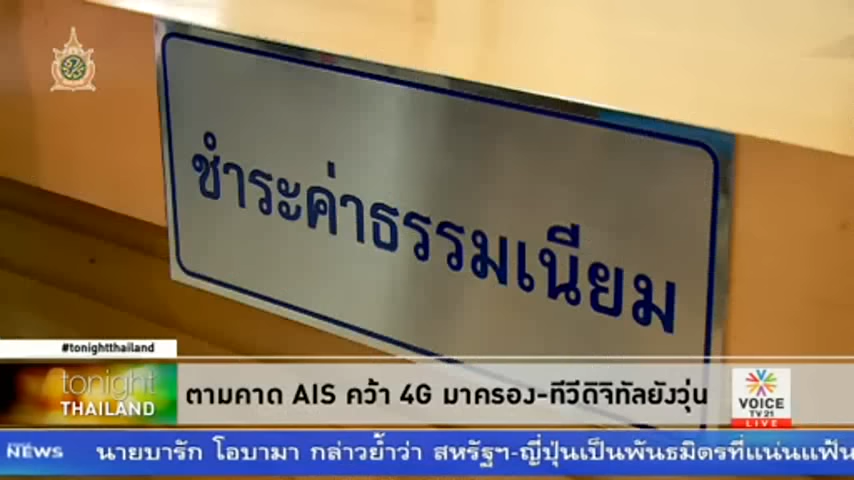 ชำระค่าธรรมเนียม
#tonightthailand
tonight
THAILAND
ตามคาด AIS คว้า 4G มาครอง-ทีวีดิจิทัลยังวุ่น
VOICE
TV 21
LIVE
NEWS
นายบารัก โอบามา กล่าวย้ำว่า สหรัฐฯ-ญี่ปุ่นเป็นพันธมิตรที่แน่นแฟ้น